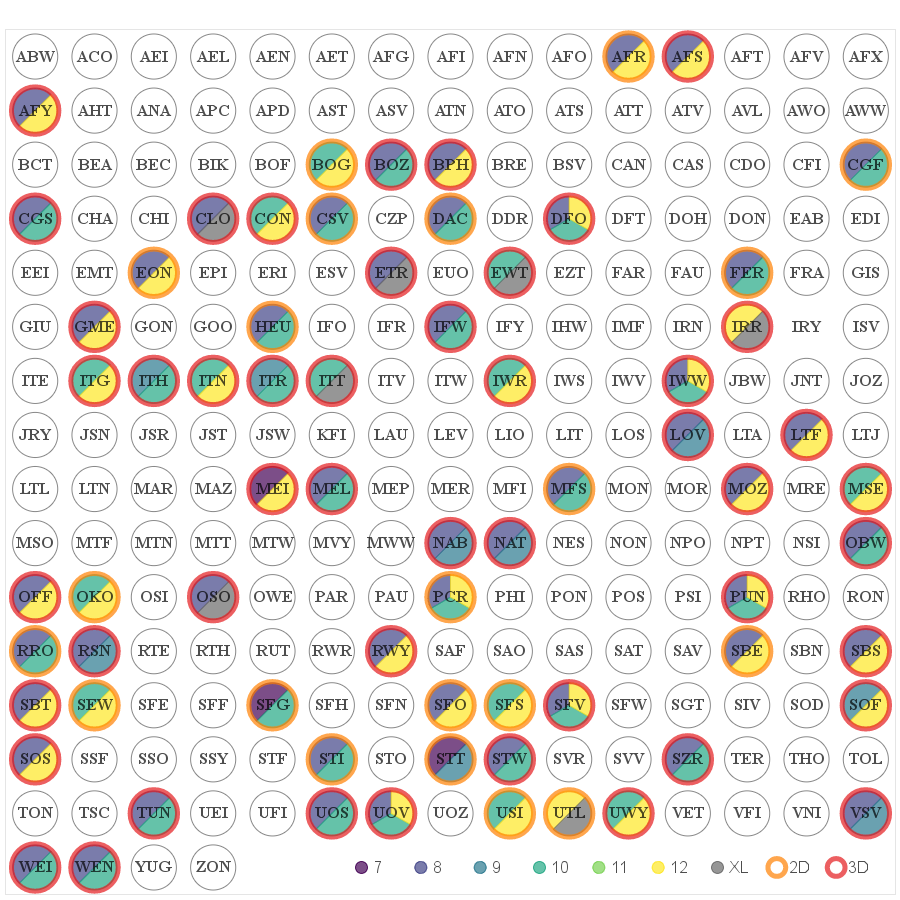 ABW ACO AEI AEL AEN AET AFG AFI AFN AFO AFR AFS AFT AFV AFX
AFY AHT ANA APC APD AST ASV ATN ATO ATS ATT ATV AVL AWO AWW
BCT BEA BEC BIK BOF BOG BOZ BPH BRE BSV CAN CAS CDO CFI CGF
CGS CHA CHI CLO CON CSV CZP DAC DDR DFO DFT DOH DON EAB EDI
EEI EMT EON EPI ERI ESV ETR EUO EWT EZT FAR FAU FER FRA GIS
GIU GME GON GOO HEU IFO IFR IFW IFY IHW IMF IRN IRR IRY ISV
ITE ITG ITH ITN ITR ITT ITV ITW IWR IWS IWV IWW JBW JNT JOZ
JRY JSN JSR JST JSW KFI LAU LEV LIO LIT LOS LOV LTA LTF LTJ
LTL LTN MAR MAZ MEI MEL MEP MER MFI MFS MON MOR MOZ MRE MSE
MSO MTF MTN MTT MTW MVY MWW NAB NAT NES NON NPO NPT NSI OBW
OFF OKO OSI OSO OWE PAR PAU PCR PHI PON POS PSI PUN RHO RON
RRO RSN RTE RTH RUT RWR RWY SAF SAO SAS SAT SAV SBE SBN SBS
SBT SEW SFE SFF SFG SFH SFN SFO SFS SFV SFW SGT SIV SOD SOF
SOS SSF SSO SSY STF STI STO STT STW SVR SVV SZR TER THO TOL
TON TSC TUN UEI UFI UOS UOV UOZ USI UTL UWY VET VFI VNI VSV
WEI WEN YUG ZON 7 8 9 10 11 12 XL 2D 3D